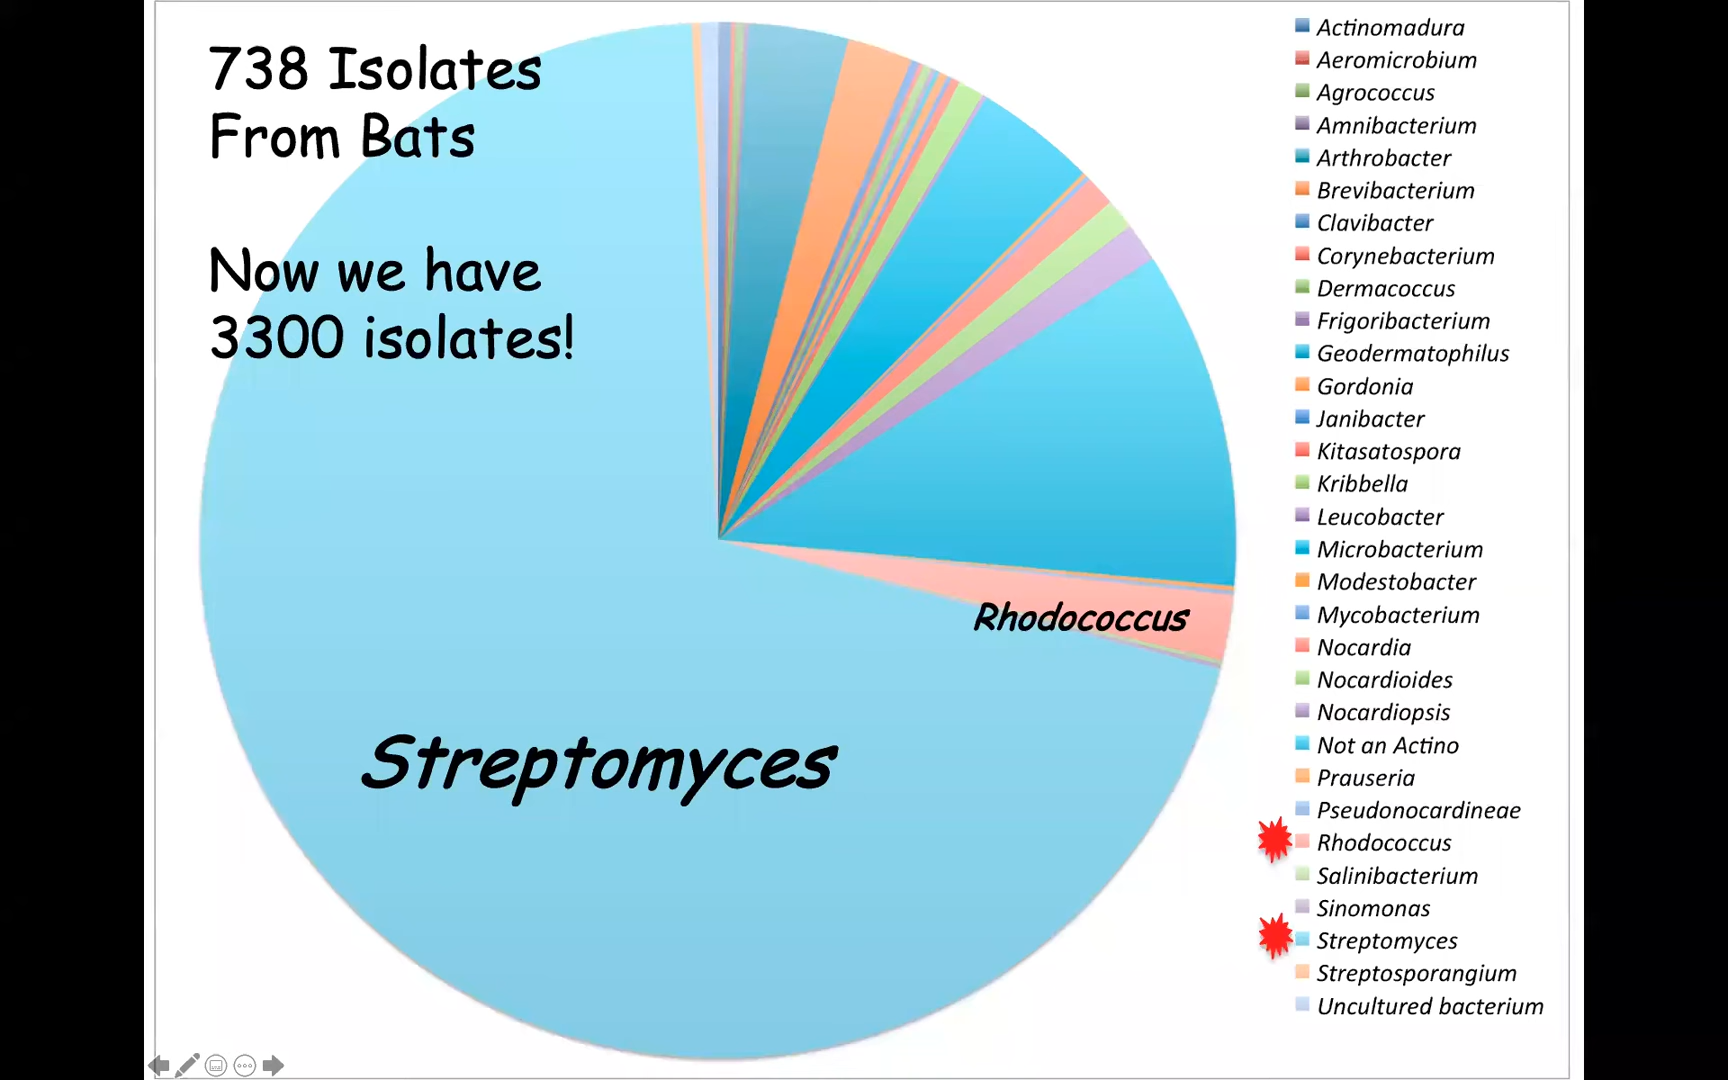 738 Isolates
From Bats
Now we have
3300 isolates!
Rhodococcus
Streptomyces
Actinomadura
Aeromicrobium
Agrococcus
Amnibacterium
Arthrobacter
Brevibacterium
Clavibacter
Corynebacterium
Dermacoccus
Frigoribacterium
Geodermatophilus
Gordonia
Janibacter
Kitasatospora
Kribbella
Leucobacter
Microbacterium
Modestobacter
Mycobacterium
Nocardia
Nocardioides
Nocardiopsis
Not an Actino
Prauseria
Pseudonocardineae
Rhodococcus
Salinibacterium
Sinomonas
Streptomyces
Streptosporangium
Uncultured bacterium